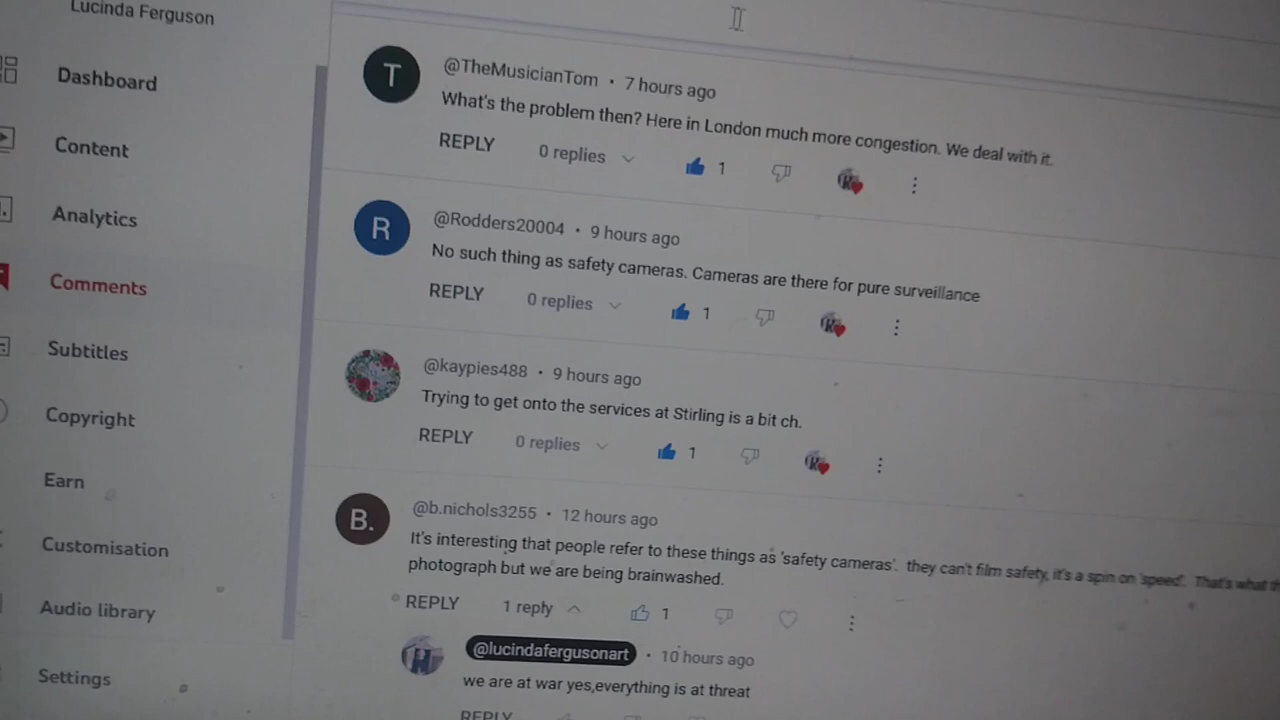 Lucinda Ferguson
Dashboard
Content
Analytics
Comments
Subtitles
Copyright
Earn
Customisation
Audio library
Settings
T
@TheMusicianTom • 7 hours ago
What's the problem then? Here in London much more congestion. We deal with it.
REPLY 0 replies 1
R
@Rodders20004 • 9 hours ago
No such thing as safety cameras. Cameras are there for pure surveillance
REPLY 0 replies 1
@kaypies488 • 9 hours ago
Trying to get onto the services at Stirling is a bit ch.
REPLY 0 replies 1
B.
@b.nichols3255 • 12 hours ago
It's interesting that people refer to these things as 'safety cameras'. they can't film safety, it's a spin on 'speed'. That's what
photograph but we are being brainwashed.
REPLY 1 reply 1
@lucindafergusonart • 10 hours ago
we are at war yes,everything is at threat
REPLY